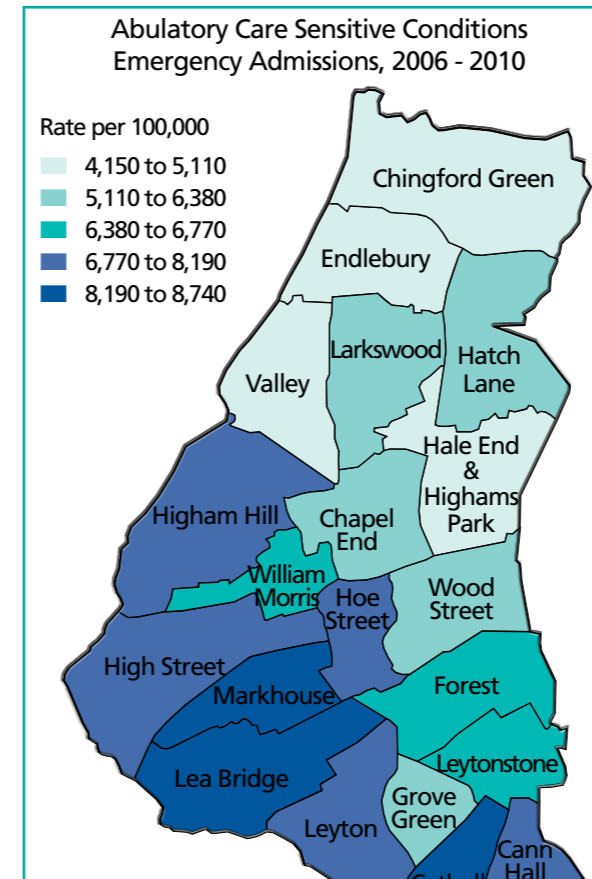 Abulatory Care Sensitive Conditions
Emergency Admissions, 2006 - 2010
Rate per 100,000
4,150 to 5,110
5,110 to 6,380
6,380 to 6,770
6,770 to 8,190
8,190 to 8,740
Chingford Green
Endlebury
Larkswood
Hatch
Lane
Valley
Hale End
&
Highams
Park
Higham Hill
Chapel
End
William
Morris
Hoe
Street
Wood
Street
High Street
Markhouse
Forest
Lea Bridge
Leytonstone
Grove
Green
Leyton
Cann
Hall